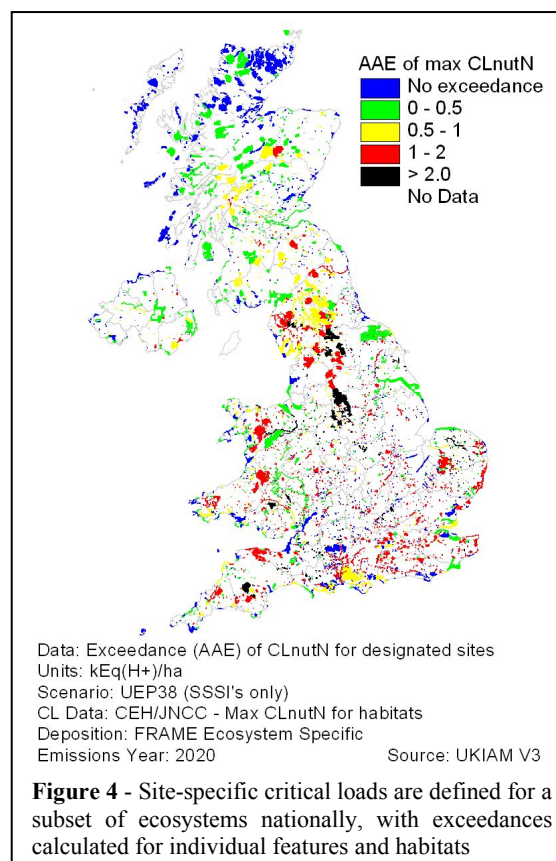 AAE of max CLnutN
No exceedance
0 - 0.5
0.5 - 1
1 - 2
> 2.0
No Data
Data: Exceedance (AAE) of CLnutN for designated sites
Units: kEq(H+)/ha
Scenario: UEP38 (SSSI's only)
CL Data: CEH/JNCC - Max CLnutN for habitats
Deposition: FRAME Ecosystem Specific
Emissions Year: 2020 Source: UKIAM V3
Figure 4 - Site-specific critical loads are defined for a
subset of ecosystems nationally, with exceedances
calculated for individual features and habitats